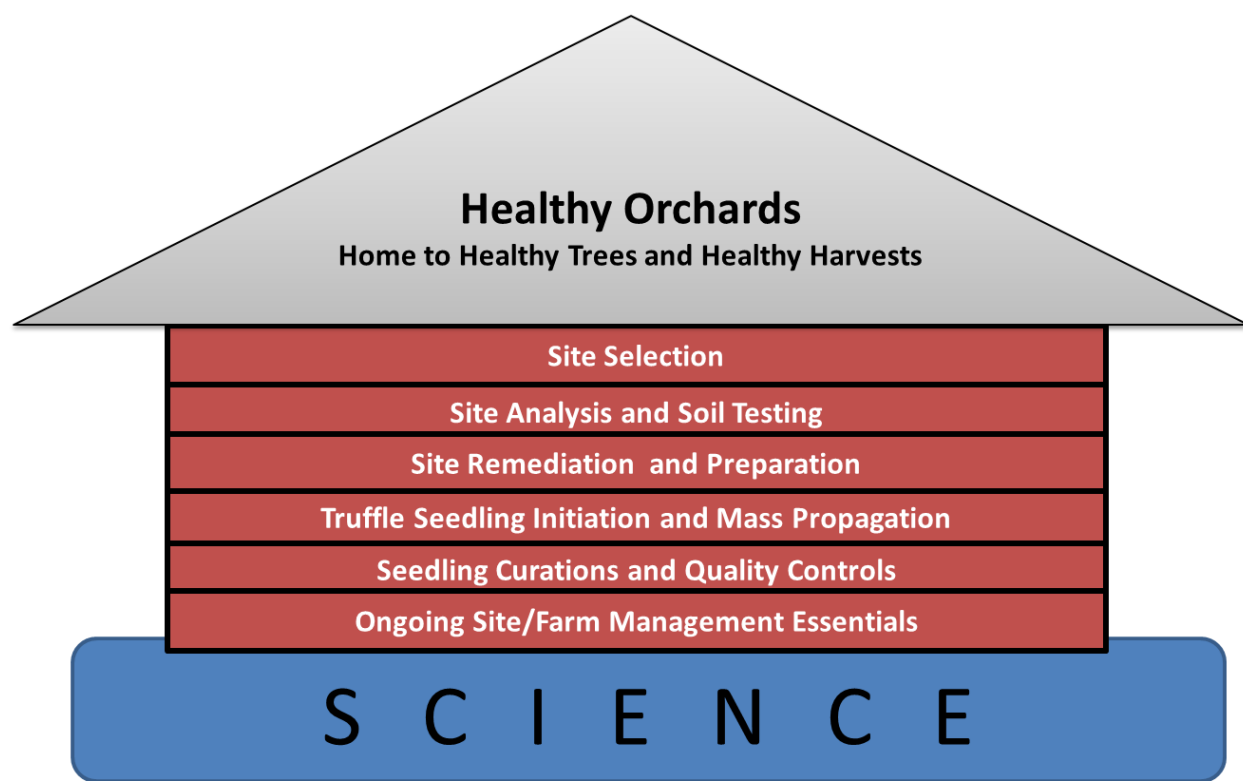 Healthy Orchards
Home to Healthy Trees and Healthy Harvests
Site Selection
Site Analysis and Soil Testing
Site Remediation  and Preparation
Truffle Seedling Initiation and Mass Propagation
Seedling Curations and Quality Controls
Ongoing Site/Farm Management Essentials
S C I E N C E